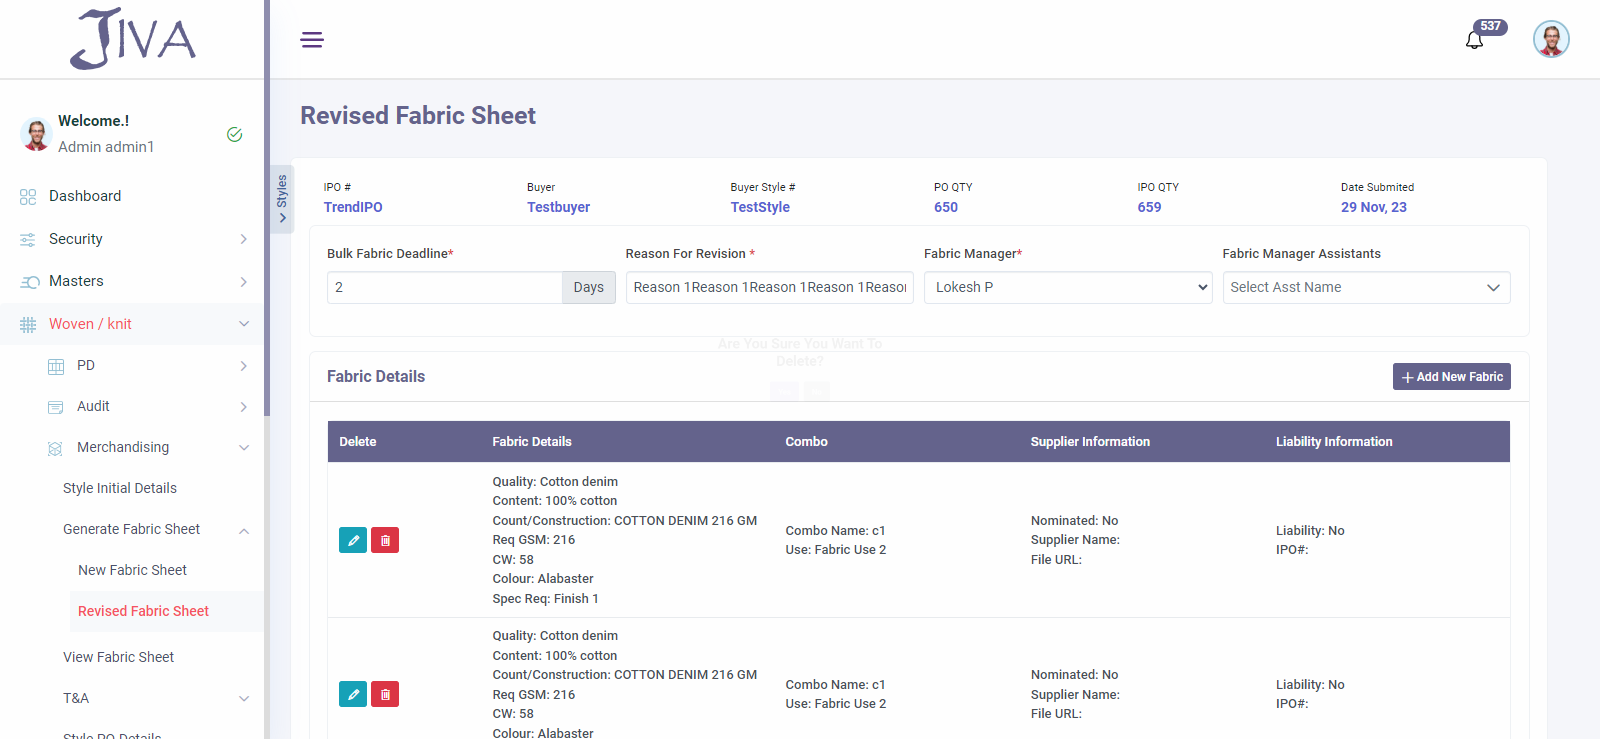 JIVA
537
Welcome.!
Admin admin1
Dashboard
Security
Masters
Woven / knit
PD
Audit
Merchandising
Style Initial Details
Generate Fabric Sheet
New Fabric Sheet
Revised Fabric Sheet
View Fabric Sheet
T&A
Style PO Details
Styles
Revised Fabric Sheet
IPO # Buyer Buyer Style # PO QTY IPO QTY Date Submited
TrendIPO Testbuyer TestStyle 650 659 29 Nov, 23
Bulk Fabric Deadline* Reason For Revision * Fabric Manager* Fabric Manager Assistants
2 Days Reason 1Reason 1Reason 1Reason 1Reason Lokesh P Select Asst Name
Are You Sure You Want To
Delete?
Fabric Details + Add New Fabric
Delete Fabric Details Combo Supplier Information Liability Information
Quality: Cotton denim
Content: 100% cotton
Count/Construction: COTTON DENIM 216 GM
Req GSM: 216
CW: 58
Colour: Alabaster
Spec Req: Finish 1
Combo Name: c1
Use: Fabric Use 2
Nominated: No
Supplier Name:
File URL:
Liability: No
IPO#:
Quality: Cotton denim
Content: 100% cotton
Count/Construction: COTTON DENIM 216 GM
Req GSM: 216
CW: 58
Colour: Alabaster
Combo Name: c1
Use: Fabric Use 2
Nominated: No
Supplier Name:
File URL:
Liability: No
IPO#: